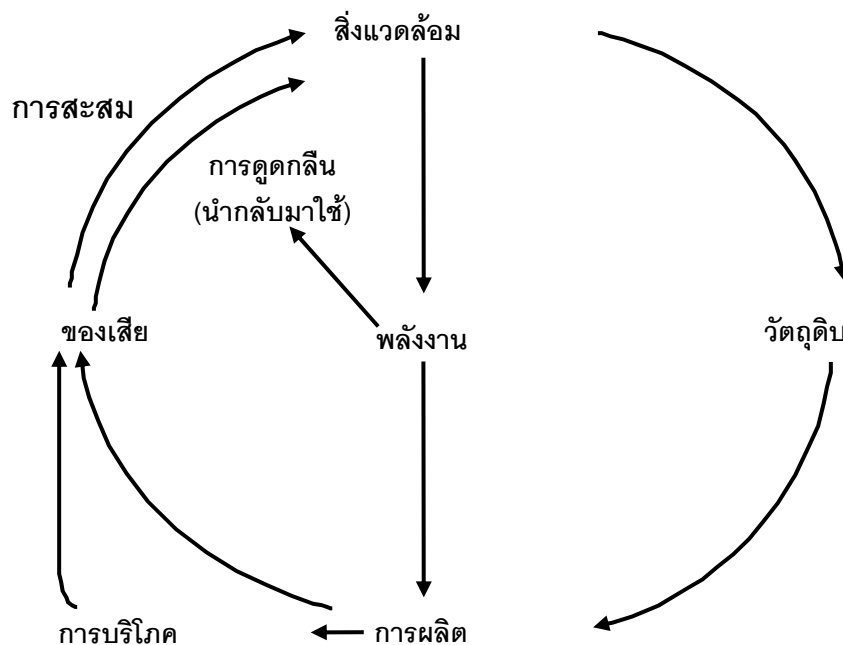 สิ่งแวดล้อม
การสะสม
การดูดกลืน
(นำกลับมาใช้)
ของเสีย
พลังงาน
วัตถุดิบ
การบริโภค
การผลิต